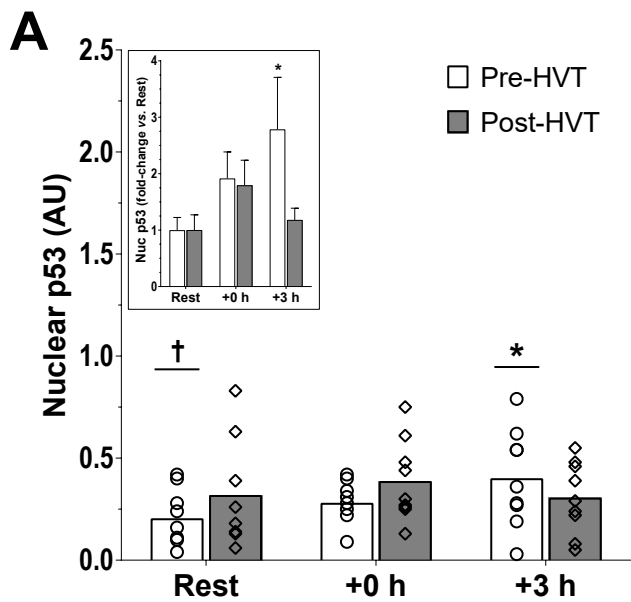 A
2.5
2.0
1.5
1.0
0.5
0.0
Nuclear p53 (AU)
4
3
2
1
0
Nuc p53 (fold-change vs. Rest)
*
Rest +0 h +3 h
Pre-HVT
Post-HVT
†
*
Rest +0 h +3 h